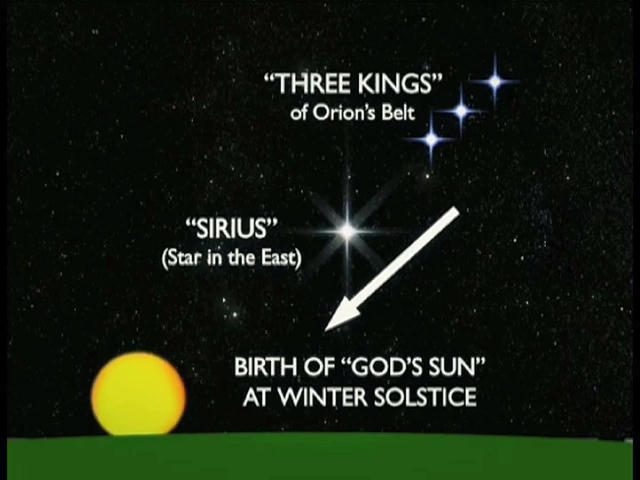 “THREE KINGS”
of Orion’s Belt
“SIRIUS”
(Star in the East)
BIRTH OF “GOD’S SUN”
AT WINTER SOLSTICE